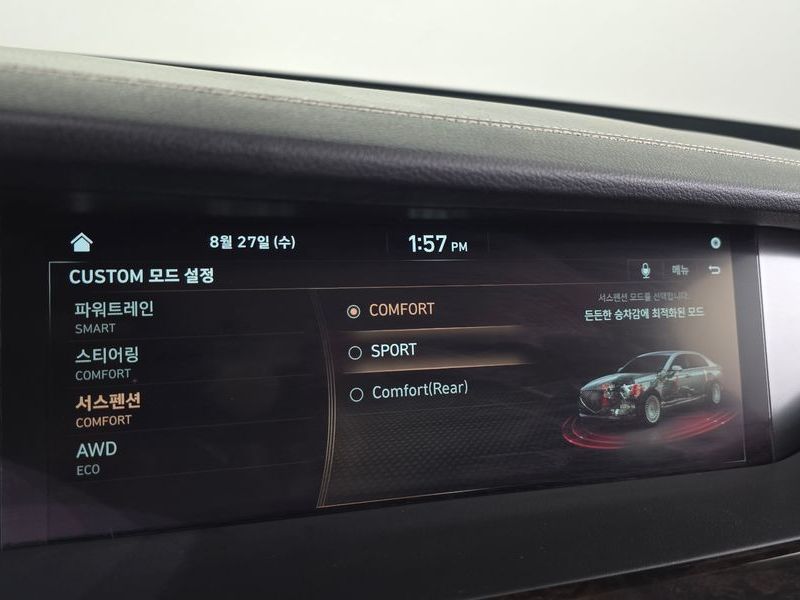 8월 27일 (수)
1:57 PM
CUSTOM 모드 설정
메뉴
파워트레인
SMART
스티어링
COMFORT
서스펜션
COMFORT
AWD
ECO
COMFORT
SPORT
Comfort(Rear)
서스펜션 모드를 선택합니다.
든든한 승차감에 최적화된 모드